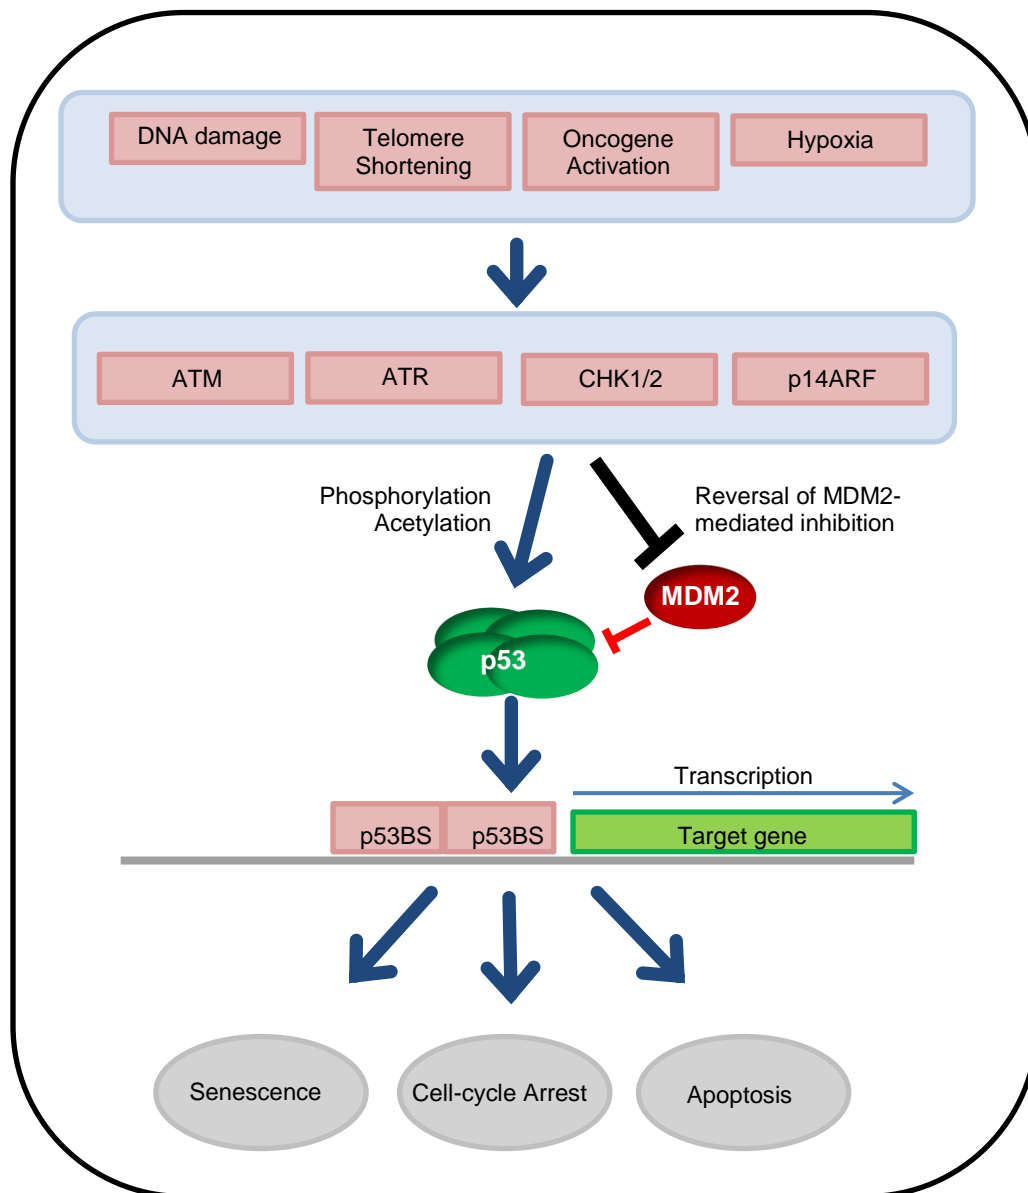 DNA damage
Telomere
Shortening
Oncogene
Activation
Hypoxia
ATM
ATR
CHK1/2
p14ARF
Phosphorylation
Acetylation
Reversal of MDM2-
mediated inhibition
MDM2
p53
Transcription
p53BS
p53BS
Target gene
Senescence
Cell-cycle Arrest
Apoptosis